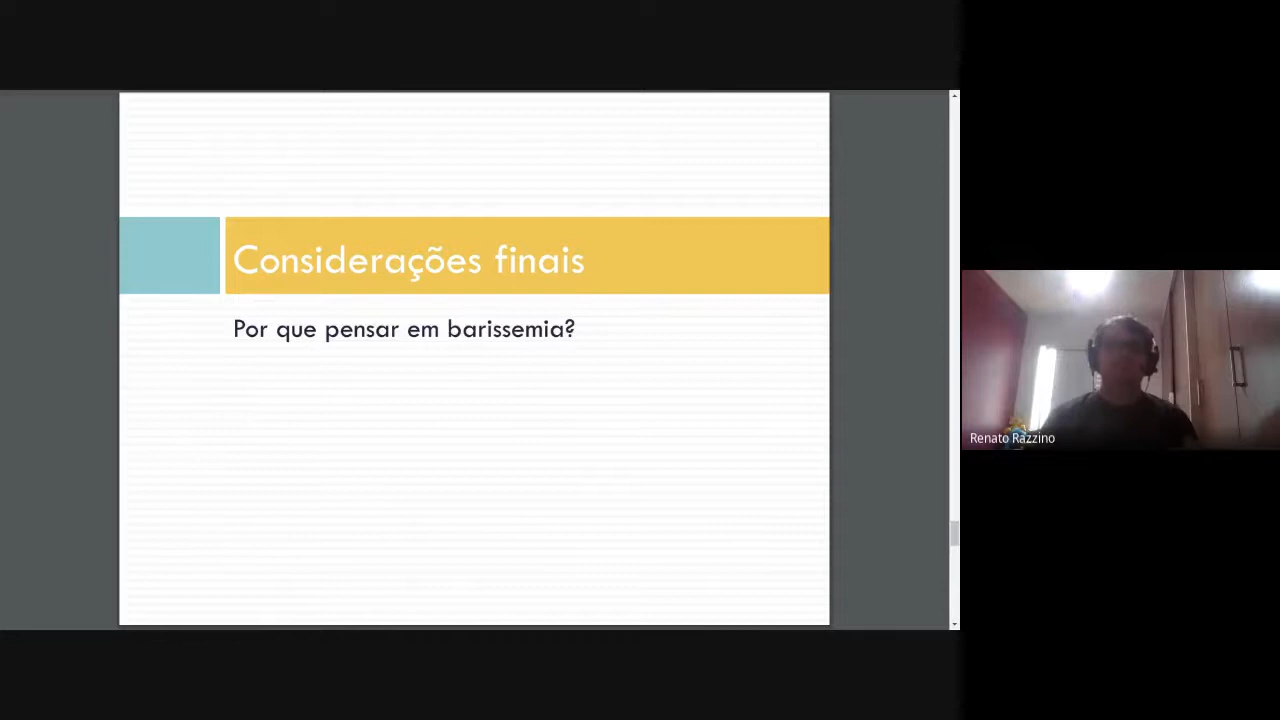 Considerações finais
Por que pensar em barissemia?
Renato Razzino